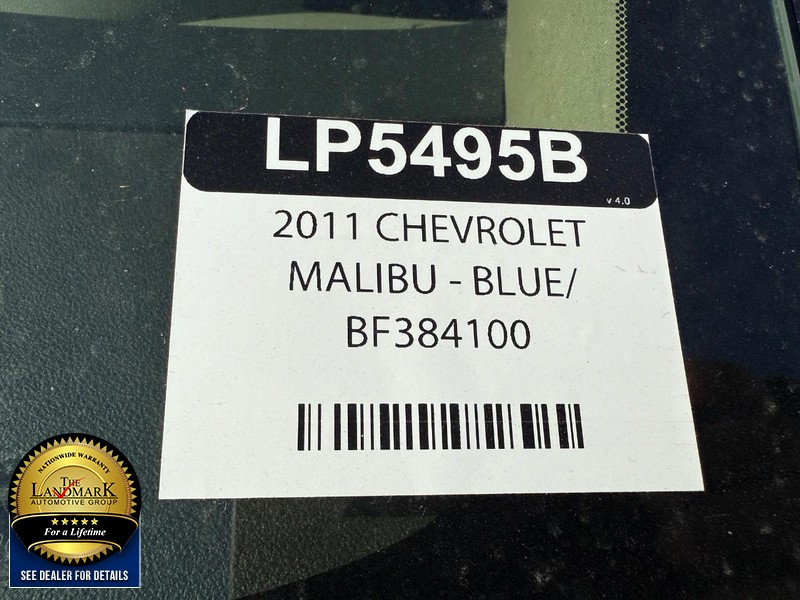 LP5495B
v 4.0
2011 CHEVROLET
MALIBU - BLUE/
BF384100
NATIONWIDE WARRANTY
THE
LANDMARK
AUTOMOTIVE GROUP
For a Lifetime
SEE DEALER FOR DETAILS